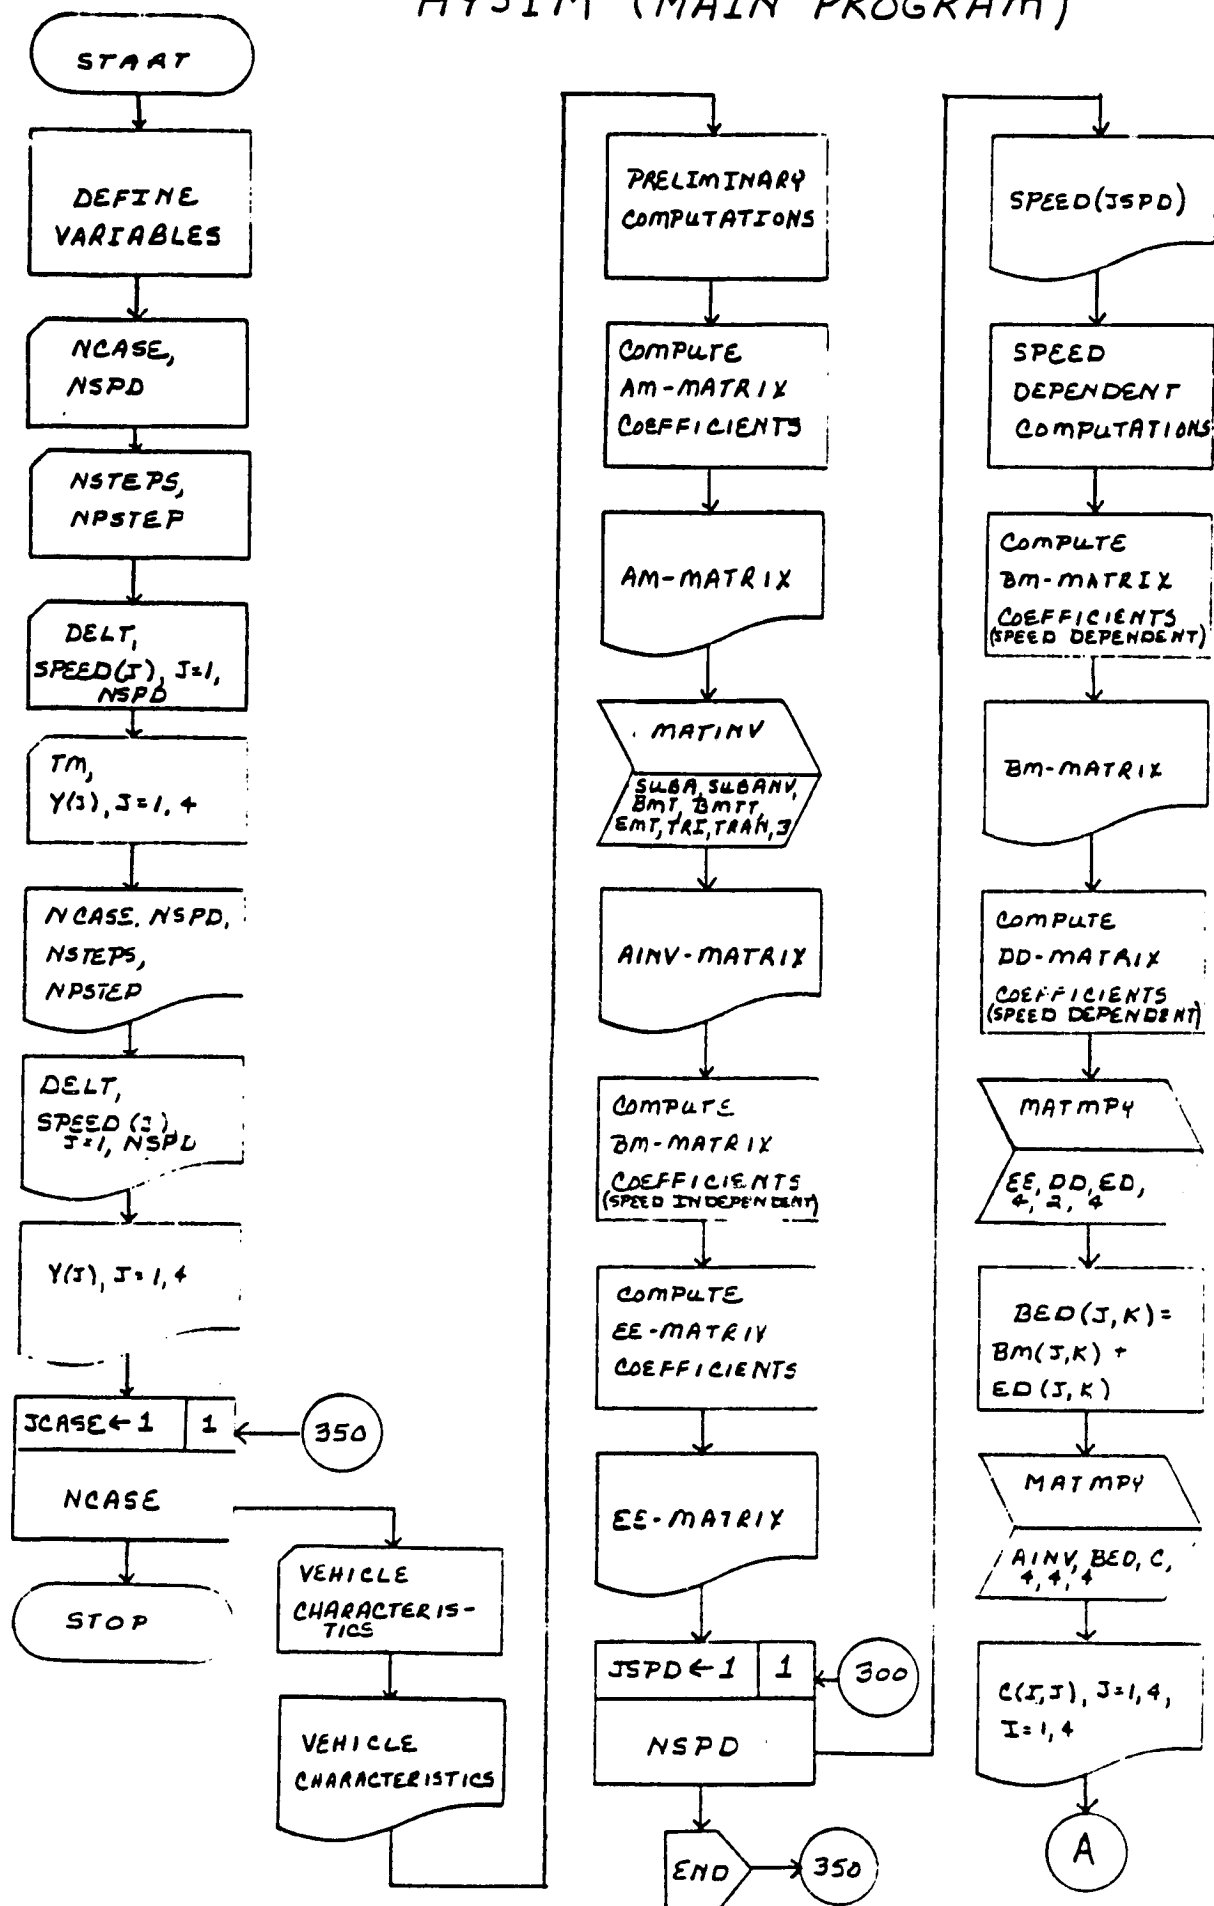 HYSIM (MAIN PROGRAM)
STAAT
DEFINE
VARIABLES
NCASE,
NSPD
NSTEPS,
NPSTEP
DELT,
SPEED(J), J=1,
NSPD
TM,
Y(J), J=1, 4
NCASE, NSPD,
NSTEPS,
NPSTEP
DELT,
SPEED (J),
J=1, NSPD
Y(J), J=1, 4
JCASE ← 1 1
350
NCASE
STOP
VEHICLE
CHARACTERIS-
TICS
VEHICLE
CHARACTERISTICS
PRELIMINARY
COMPUTATIONS
COMPUTE
AM-MATRIX
COEFFICIENTS
AM-MATRIX
MATINV
SUBA, SUBANV,
BMT, BMTT,
EMT, TRI, TRAN, 3
AINV-MATRIX
COMPUTE
BM-MATRIX
COEFFICIENTS
(SPEED INDEPENDENT)
COMPUTE
EE-MATRIX
COEFFICIENTS
EE-MATRIX
JSPD ← 1 1
300
NSPD
END
350
SPEED(JSPD)
SPEED
DEPENDENT
COMPUTATIONS
COMPUTE
BM-MATRIX
COEFFICIENTS
(SPEED DEPENDENT)
BM-MATRIX
COMPUTE
DD-MATRIX
COEFFICIENTS
(SPEED DEPENDENT)
MATMPY
EE, DD, ED,
4, 2, 4
BED(J,K)=
BM(J,K) +
ED(J,K)
MATMPY
AINV, BED, C,
4, 4, 4
C(I,J), J=1, 4,
I=1, 4
A